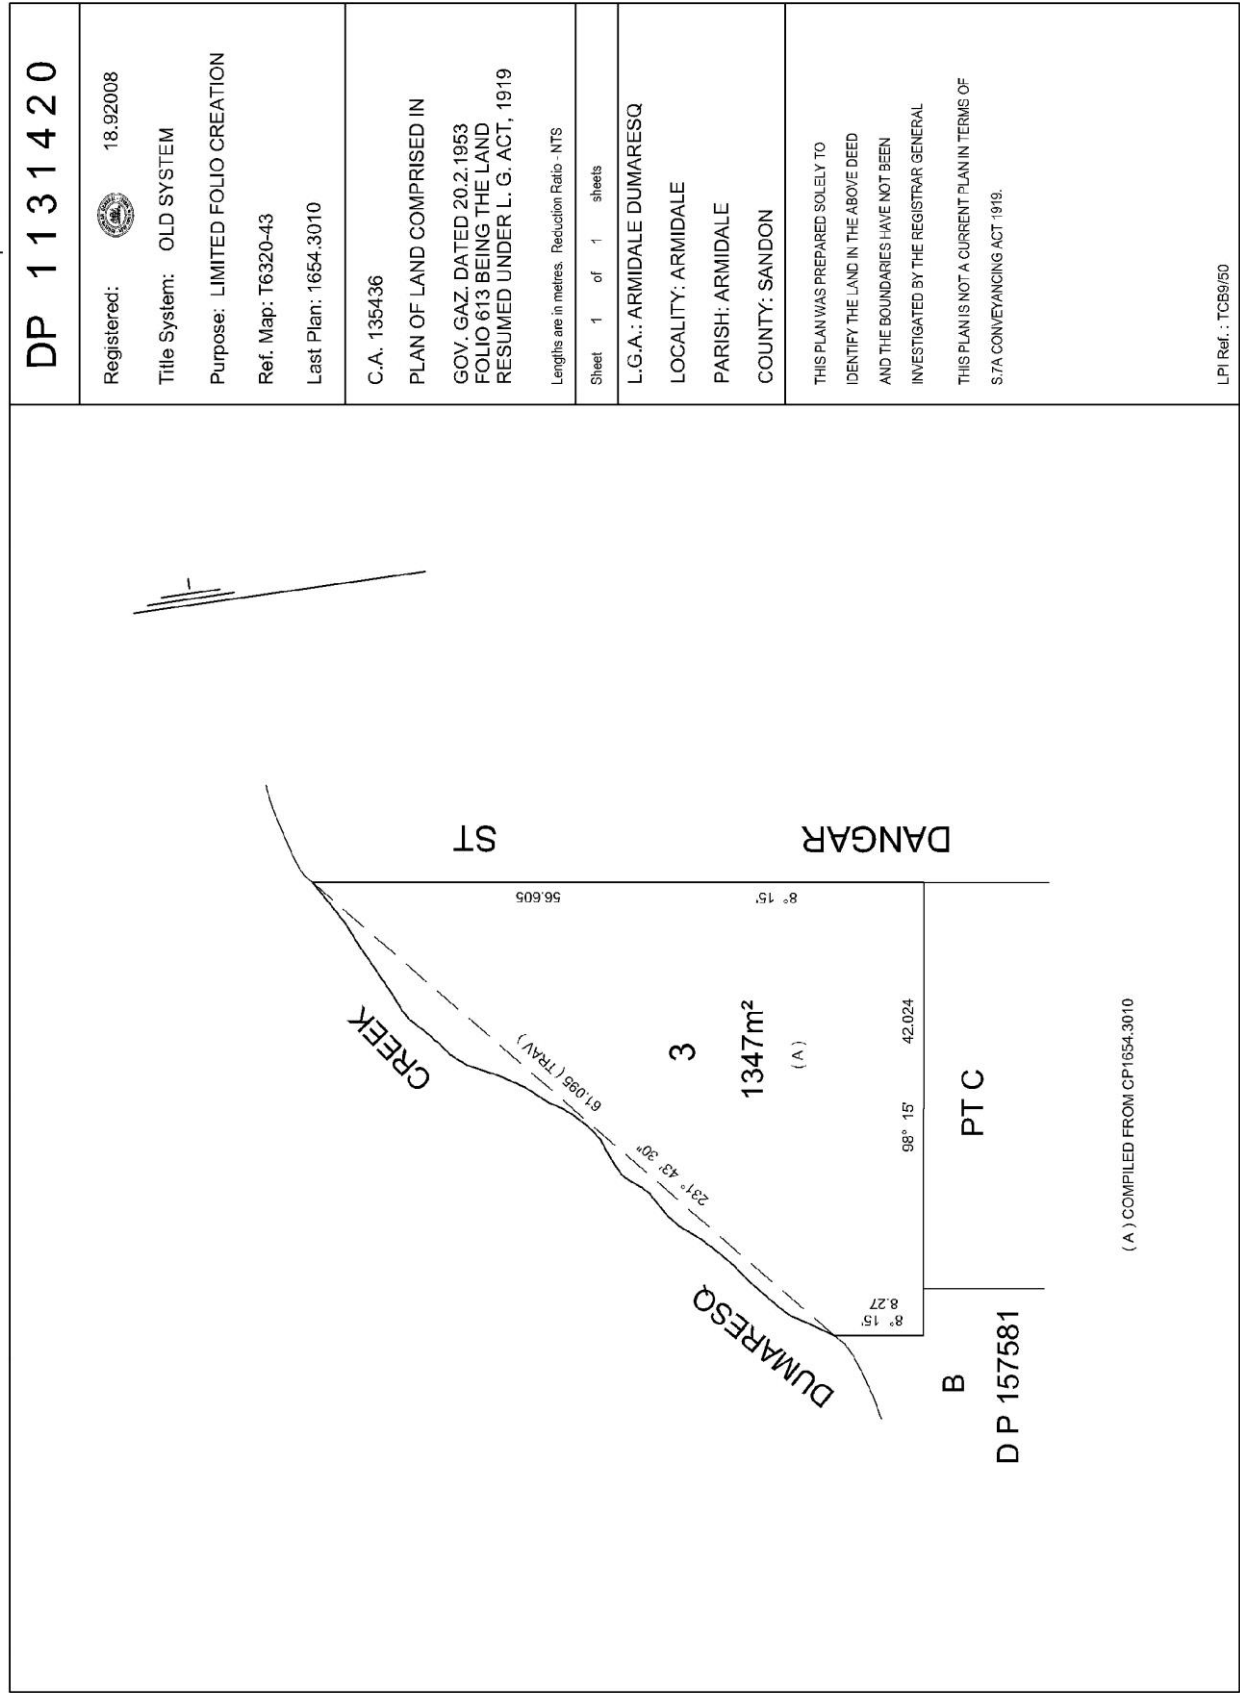 DP 1131420
Registered: 18.92008
Title System: OLD SYSTEM
Purpose: LIMITED FOLIO CREATION
Ref. Map: T6320-43
Last Plan: 1654.3010
C.A. 135436
PLAN OF LAND COMPRISED IN
GOV. GAZ. DATED 20.2.1953
FOLIO 613 BEING THE LAND
RESUMED UNDER L. G. ACT, 1919
Lengths are in metres. Reduction Ratio - NTS
Sheet 1 of 1 sheets
L.G.A.: ARMIDALE DUMARESQ
LOCALITY: ARMIDALE
PARISH: ARMIDALE
COUNTY: SANDON
THIS PLAN WAS PREPARED SOLELY TO
IDENTIFY THE LAND IN THE ABOVE DEED
AND THE BOUNDARIES HAVE NOT BEEN
INVESTIGATED BY THE REGISTRAR GENERAL
THIS PLAN IS NOT A CURRENT PLAN IN TERMS OF
S.7A CONVEYANCING ACT 1919.
LPI Ref. : TCB9/50
DUMARESQ CREEK
DANGAR ST
56.605
8° 15'
61.095 ( TRAV )
231° 43' 30"
3
1347m²
( A )
98° 15' 42.024
8° 15'
8.27
PT C
B
D P 157581
( A ) COMPILED FROM CP1654.3010